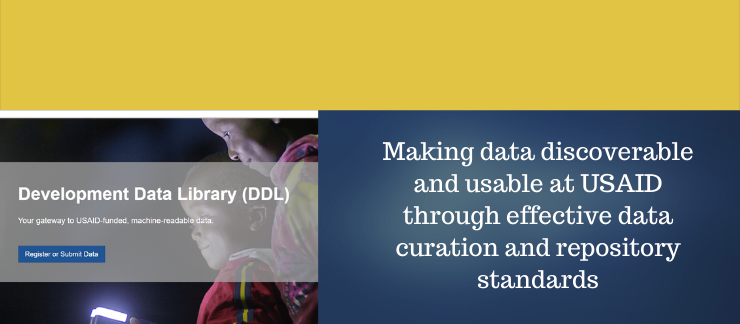 Development Data Library (DDL)
Your gateway to USAID-funded, machine-readable data.
Register or Submit Data
Making data discoverable
and usable at USAID
through effective data
curation and repository
standards